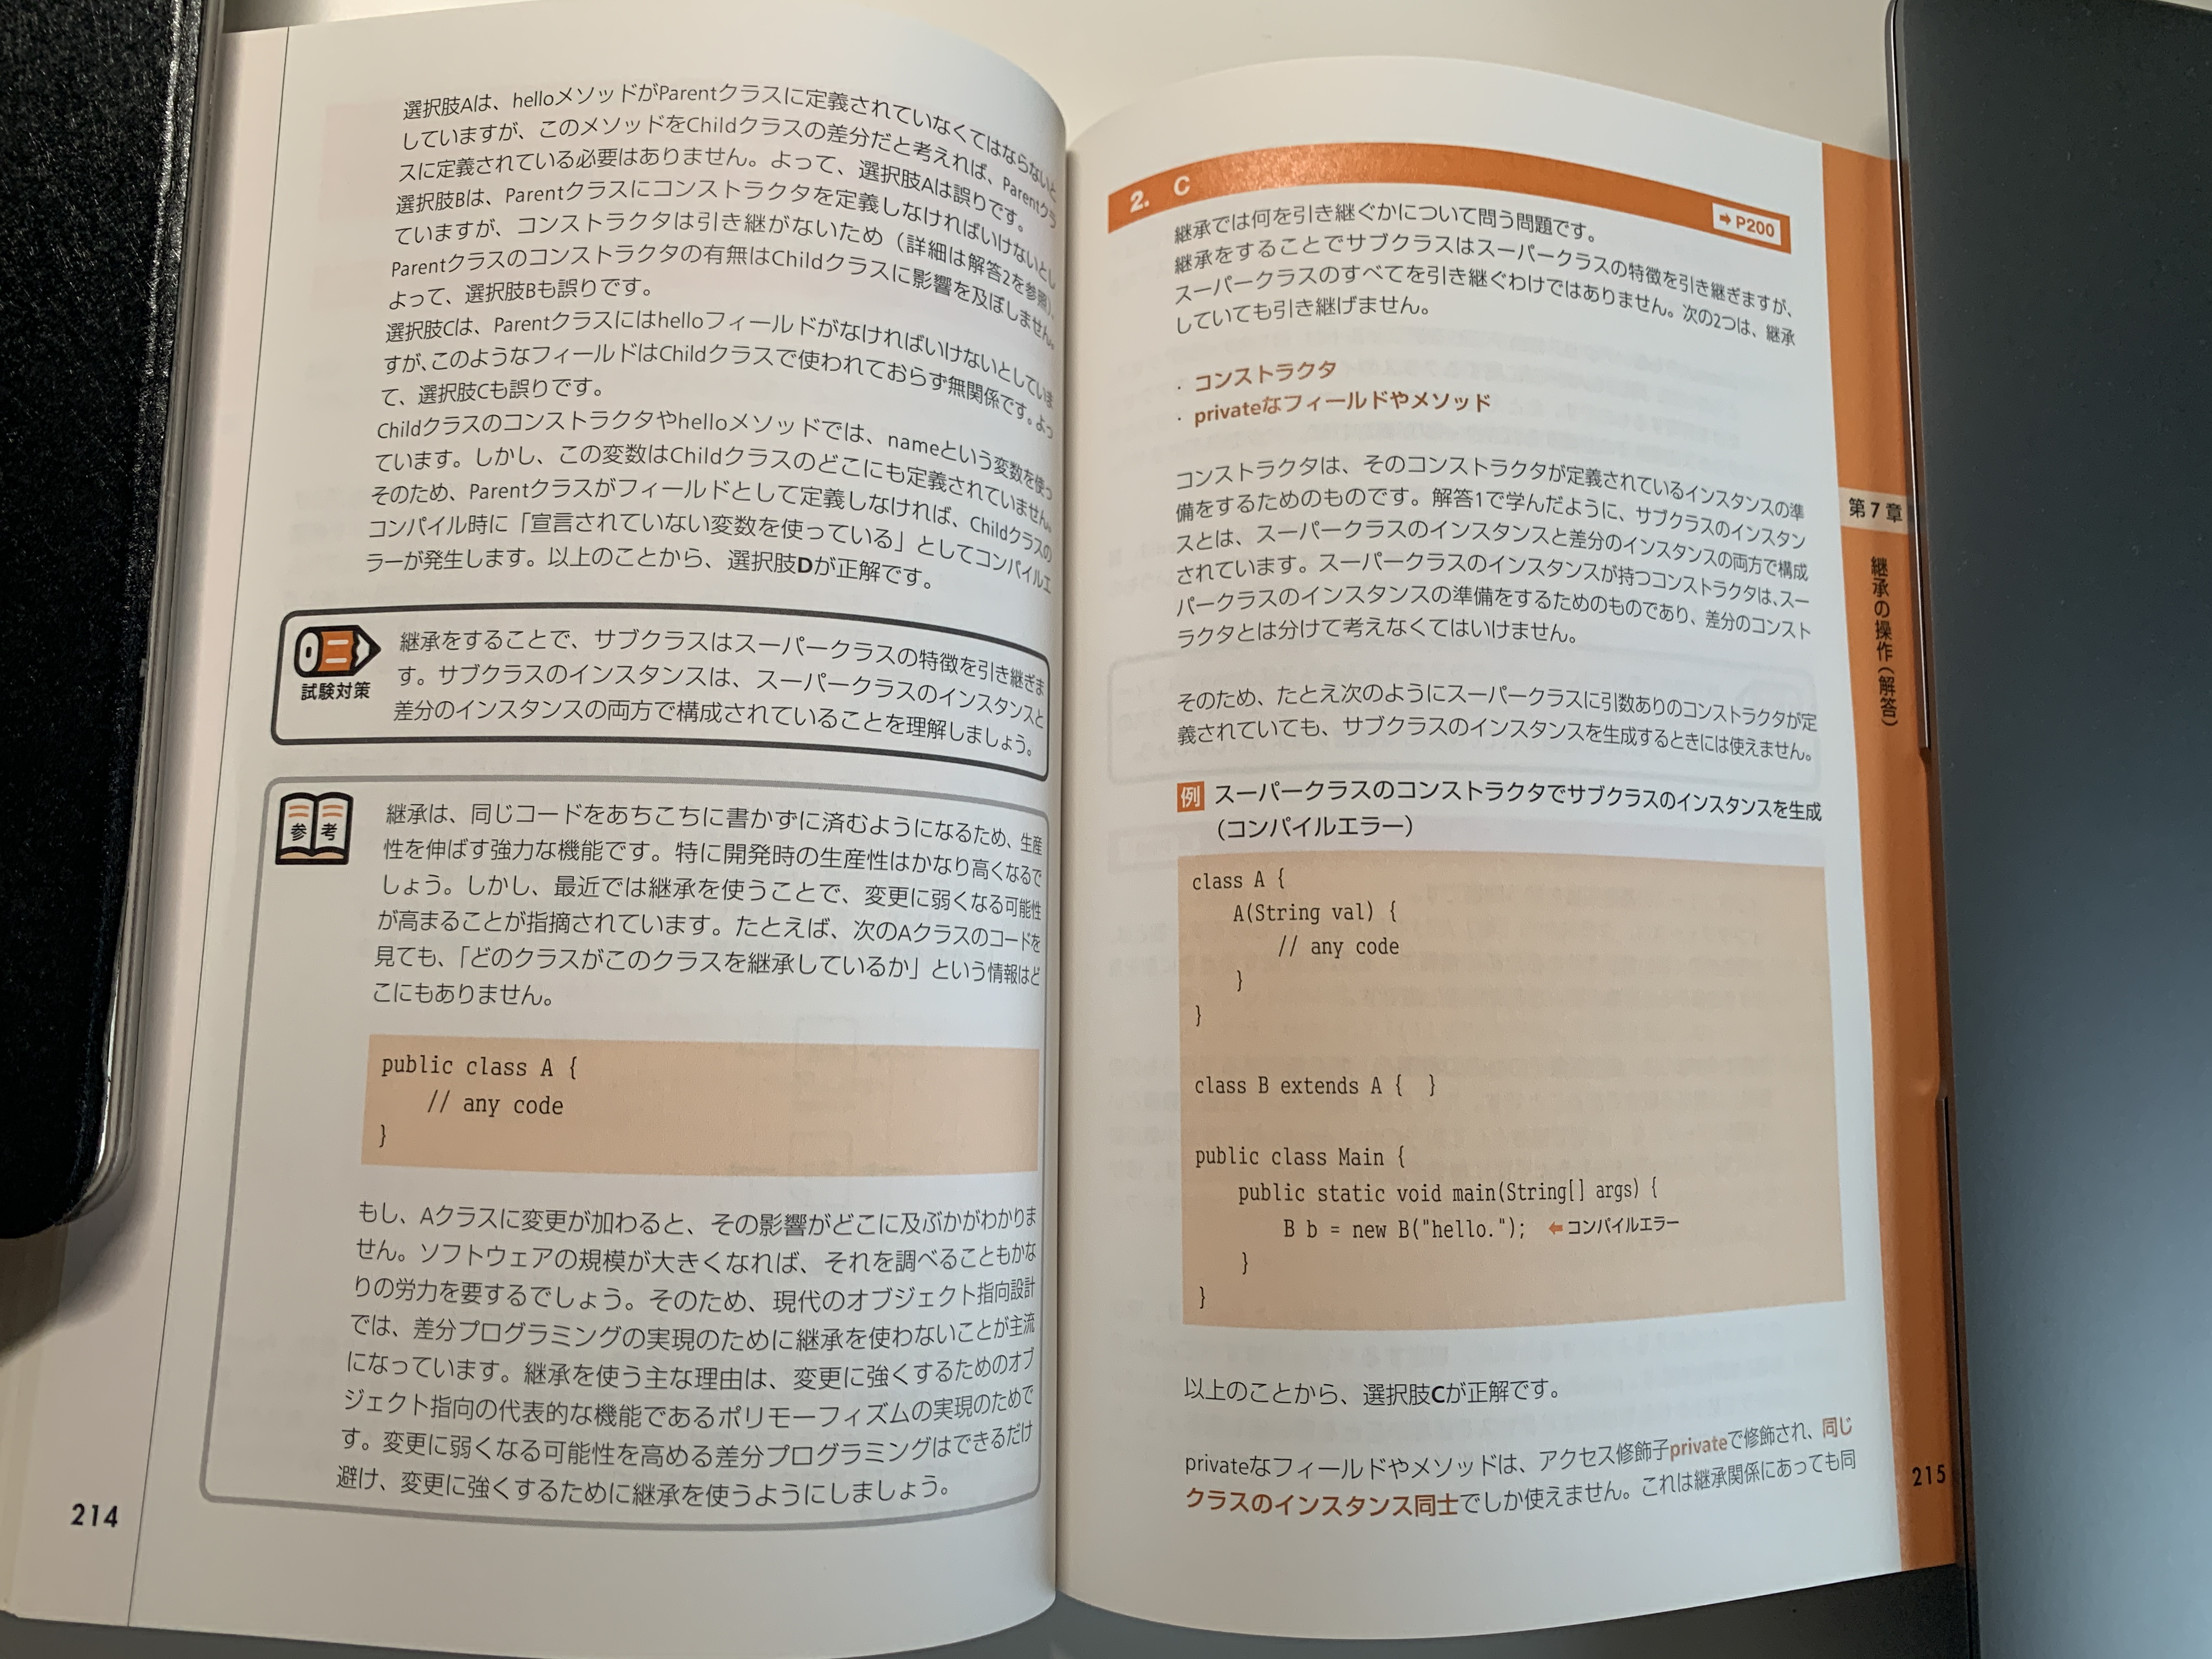 選択肢Aは、helloメソッドがParentクラスに定義されていなくてはならないと
していますが、このメソッドをChildクラスの差分だと考えれば、Parentクラ
スに定義されている必要はありません。よって、選択肢Aは誤りです。
選択肢Bは、Parentクラスにコンストラクタを定義しなければいけないとし
ていますが、コンストラクタは引き継がないため（詳細は解答2を参照）、
Parentクラスのコンストラクタの有無はChildクラスに影響を及ぼしません。
よって、選択肢Bも誤りです。
選択肢Cは、Parentクラスにはhelloフィールドがなければいけないとしていま
すが、このようなフィールドはChildクラスで使われておらず無関係です。よっ
て、選択肢Cも誤りです。
Childクラスのコンストラクタやhelloメソッドでは、nameという変数を使っ
ています。しかし、この変数はChildクラスのどこにも定義されていません。
そのため、Parentクラスがフィールドとして定義しなければ、Childクラスの
コンパイル時に「宣言されていない変数を使っている」としてコンパイルエ
ラーが発生します。以上のことから、選択肢Dが正解です。
試験対策
継承をすることで、サブクラスはスーパークラスの特徴を引き継ぎま
す。サブクラスのインスタンスは、スーパークラスのインスタンスと
差分のインスタンスの両方で構成されていることを理解しましょう。
参考
継承は、同じコードをあちこちに書かずに済むようになるため、生産
性を伸ばす強力な機能です。特に開発時の生産性はかなり高くなるで
しょう。しかし、最近では継承を使うことで、変更に弱くなる可能性
が高まることが指摘されています。たとえば、次のAクラスのコードを
見ても、「どのクラスがこのクラスを継承しているか」という情報はど
こにもありません。
public class A {
// any code
}
もし、Aクラスに変更が加わると、その影響がどこに及ぶかがわかりま
せん。ソフトウェアの規模が大きくなれば、それを調べることもかな
りの労力を要するでしょう。そのため、現代のオブジェクト指向設計
では、差分プログラミングの実現のために継承を使わないことが主流
になっています。継承を使う主な理由は、変更に強くするためのオブ
ジェクト指向の代表的な機能であるポリモーフィズムの実現のためで
す。変更に弱くなる可能性を高める差分プログラミングはできるだけ
避け、変更に強くするために継承を使うようにしましょう。
214
2. C
➡ P200
継承では何を引き継ぐかについて問う問題です。
継承をすることでサブクラスはスーパークラスの特徴を引き継ぎますが、
スーパークラスのすべてを引き継ぐわけではありません。次の2つは、継承
していても引き継げません。
・コンストラクタ
・privateなフィールドやメソッド
コンストラクタは、そのコンストラクタが定義されているインスタンスの準
備をするためのものです。解答1で学んだように、サブクラスのインスタン
スとは、スーパークラスのインスタンスと差分のインスタンスの両方で構成
されています。スーパークラスのインスタンスが持つコンストラクタは、スー
パークラスのインスタンスの準備をするためのものであり、差分のコンスト
ラクタとは分けて考えなくてはいけません。
そのため、たとえ次のようにスーパークラスに引数ありのコンストラクタが定
義されていても、サブクラスのインスタンスを生成するときには使えません。
例 スーパークラスのコンストラクタでサブクラスのインスタンスを生成
（コンパイルエラー）
class A {
A(String val) {
// any code
}
}
class B extends A { }
public class Main {
public static void main(String[] args) {
B b = new B("hello."); ⬅ コンパイルエラー
}
}
以上のことから、選択肢Cが正解です。
privateなフィールドやメソッドは、アクセス修飾子privateで修飾され、同じ
クラスのインスタンス同士でしか使えません。これは継承関係にあっても同
第7章
継承の操作（解答）
215